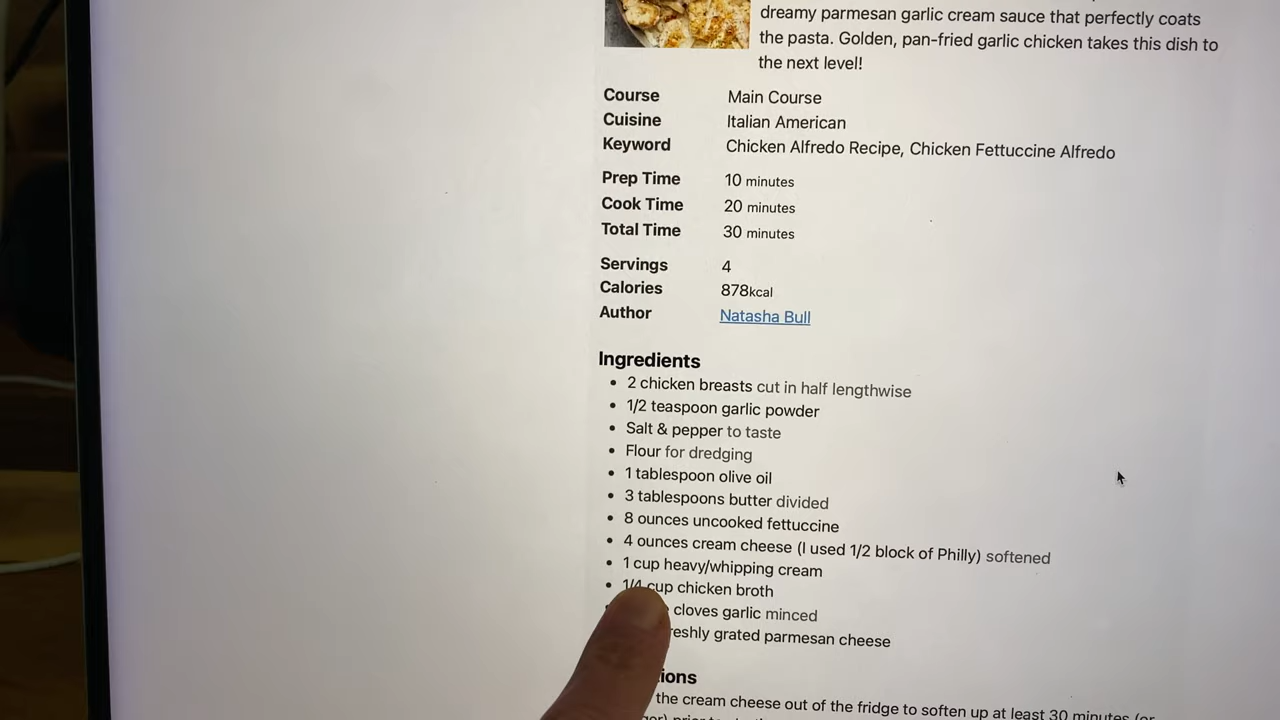 dreamy parmesan garlic cream sauce that perfectly coats
the pasta. Golden, pan-fried garlic chicken takes this dish to
the next level!
Course Main Course
Cuisine Italian American
Keyword Chicken Alfredo Recipe, Chicken Fettuccine Alfredo
Prep Time 10 minutes
Cook Time 20 minutes
Total Time 30 minutes
Servings 4
Calories 878kcal
Author Natasha Bull
Ingredients
• 2 chicken breasts cut in half lengthwise
• 1/2 teaspoon garlic powder
• Salt & pepper to taste
• Flour for dredging
• 1 tablespoon olive oil
• 3 tablespoons butter divided
• 8 ounces uncooked fettuccine
• 4 ounces cream cheese (I used 1/2 block of Philly) softened
• 1 cup heavy/whipping cream
• 1/4 cup chicken broth
cloves garlic minced
reshly grated parmesan cheese
ions
the cream cheese out of the fridge to soften up at least 30 minutes (or